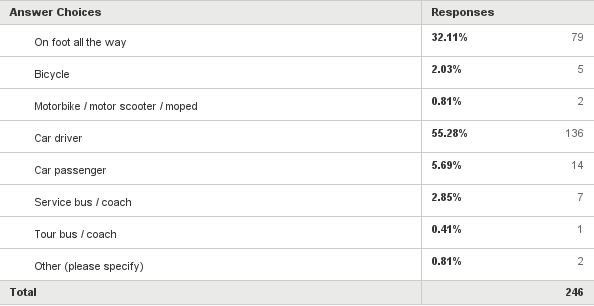 Answer Choices Responses
On foot all the way 32.11% 79
Bicycle 2.03% 5
Motorbike / motor scooter / moped 0.81% 2
Car driver 55.28% 136
Car passenger 5.69% 14
Service bus / coach 2.85% 7
Tour bus / coach 0.41% 1
Other (please specify) 0.81% 2
Total 246